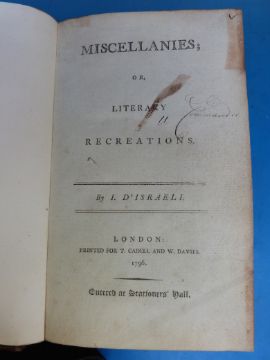 MISCELLANIES;
OR,
LITERARY
RECREATIONS.
By I. D'ISRAELI.
LONDON:
PRINTED FOR T. CADELL AND W. DAVIES.
1796.
Entered at Stationers' Hall.